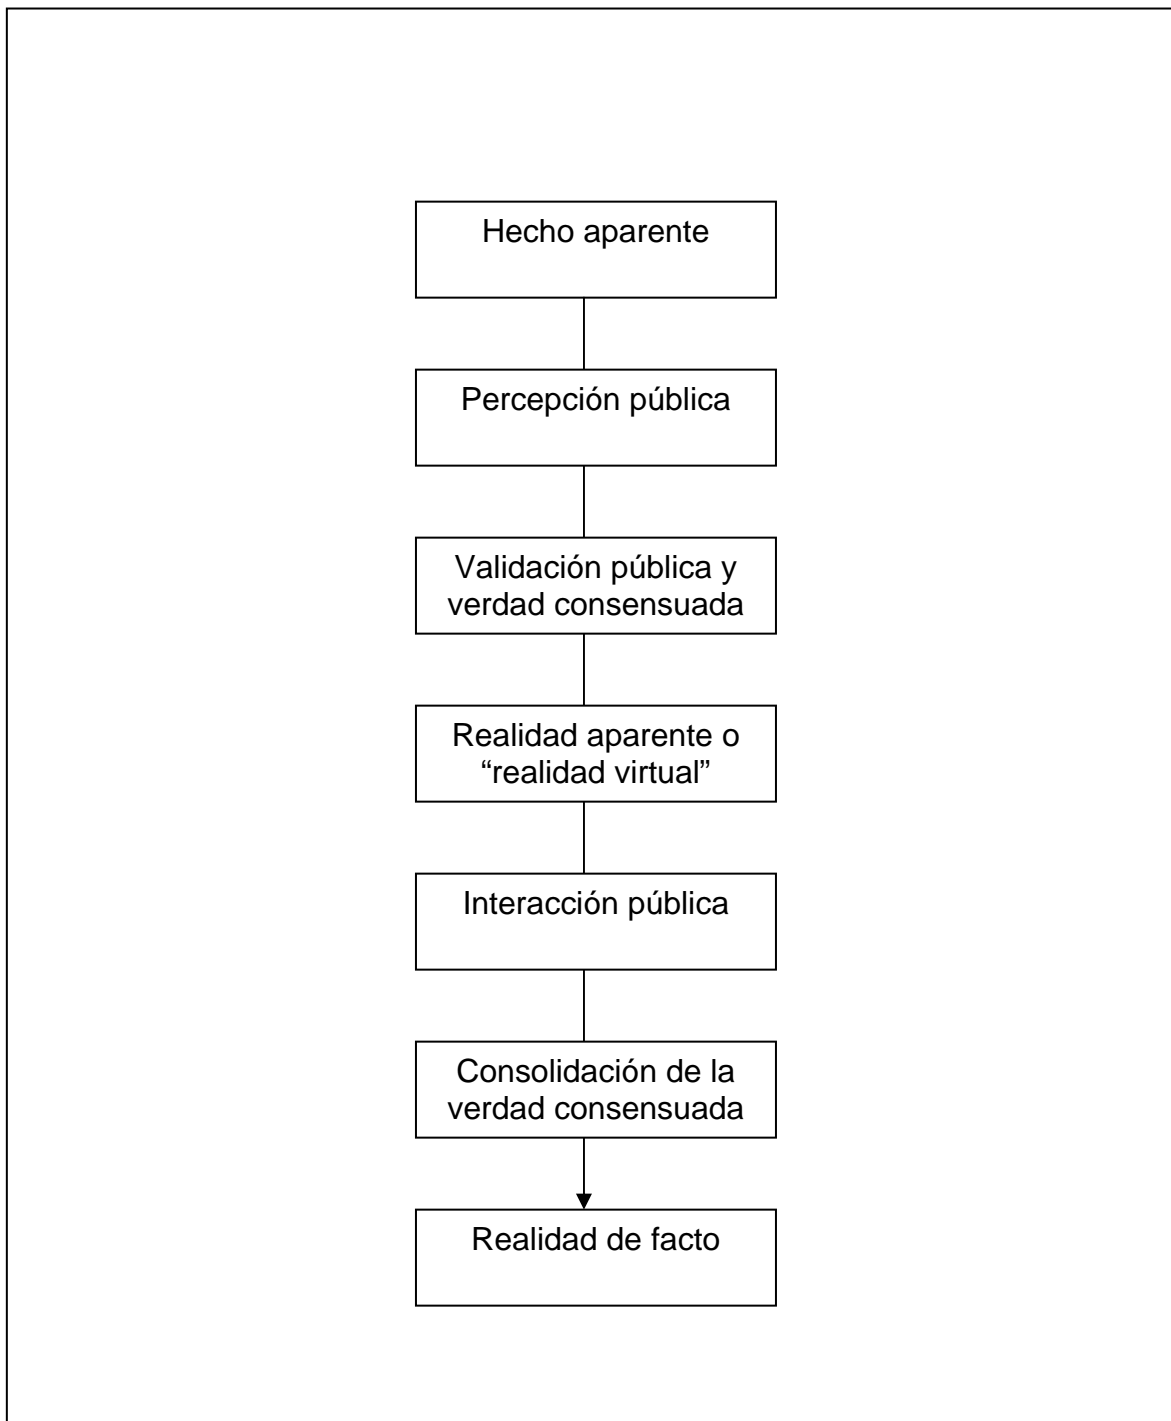 Hecho aparente
Percepción pública
Validación pública y
verdad consensuada
Realidad aparente o
“realidad virtual”
Interacción pública
Consolidación de la
verdad consensuada
Realidad de facto